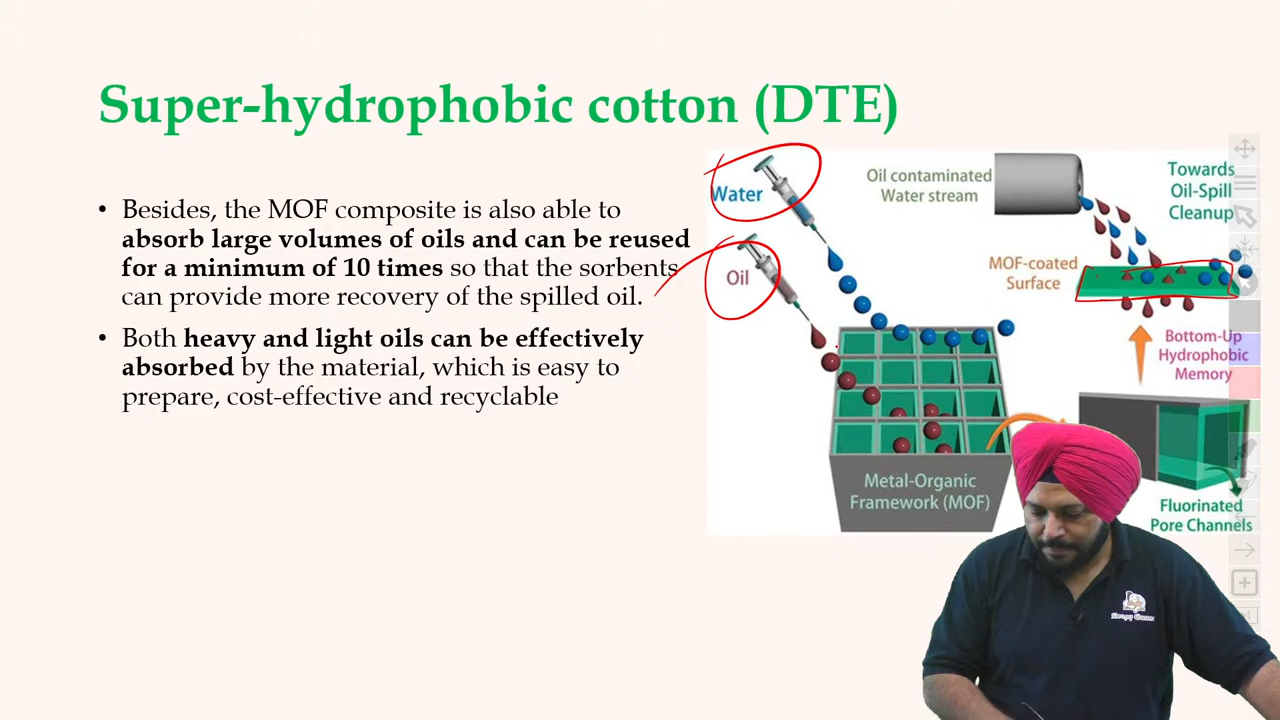 Super-hydrophobic cotton (DTE)
• Besides, the MOF composite is also able to
absorb large volumes of oils and can be reused
for a minimum of 10 times so that the sorbents
can provide more recovery of the spilled oil.
• Both heavy and light oils can be effectively
absorbed by the material, which is easy to
prepare, cost-effective and recyclable
Water
Oil
Oil contaminated
Water stream
Towards
Oil-Spill
Cleanup
MOF-coated
Surface
Bottom-Up
Hydrophobic
Memory
Metal-Organic
Framework (MOF)
Fluorinated
Pore Channels